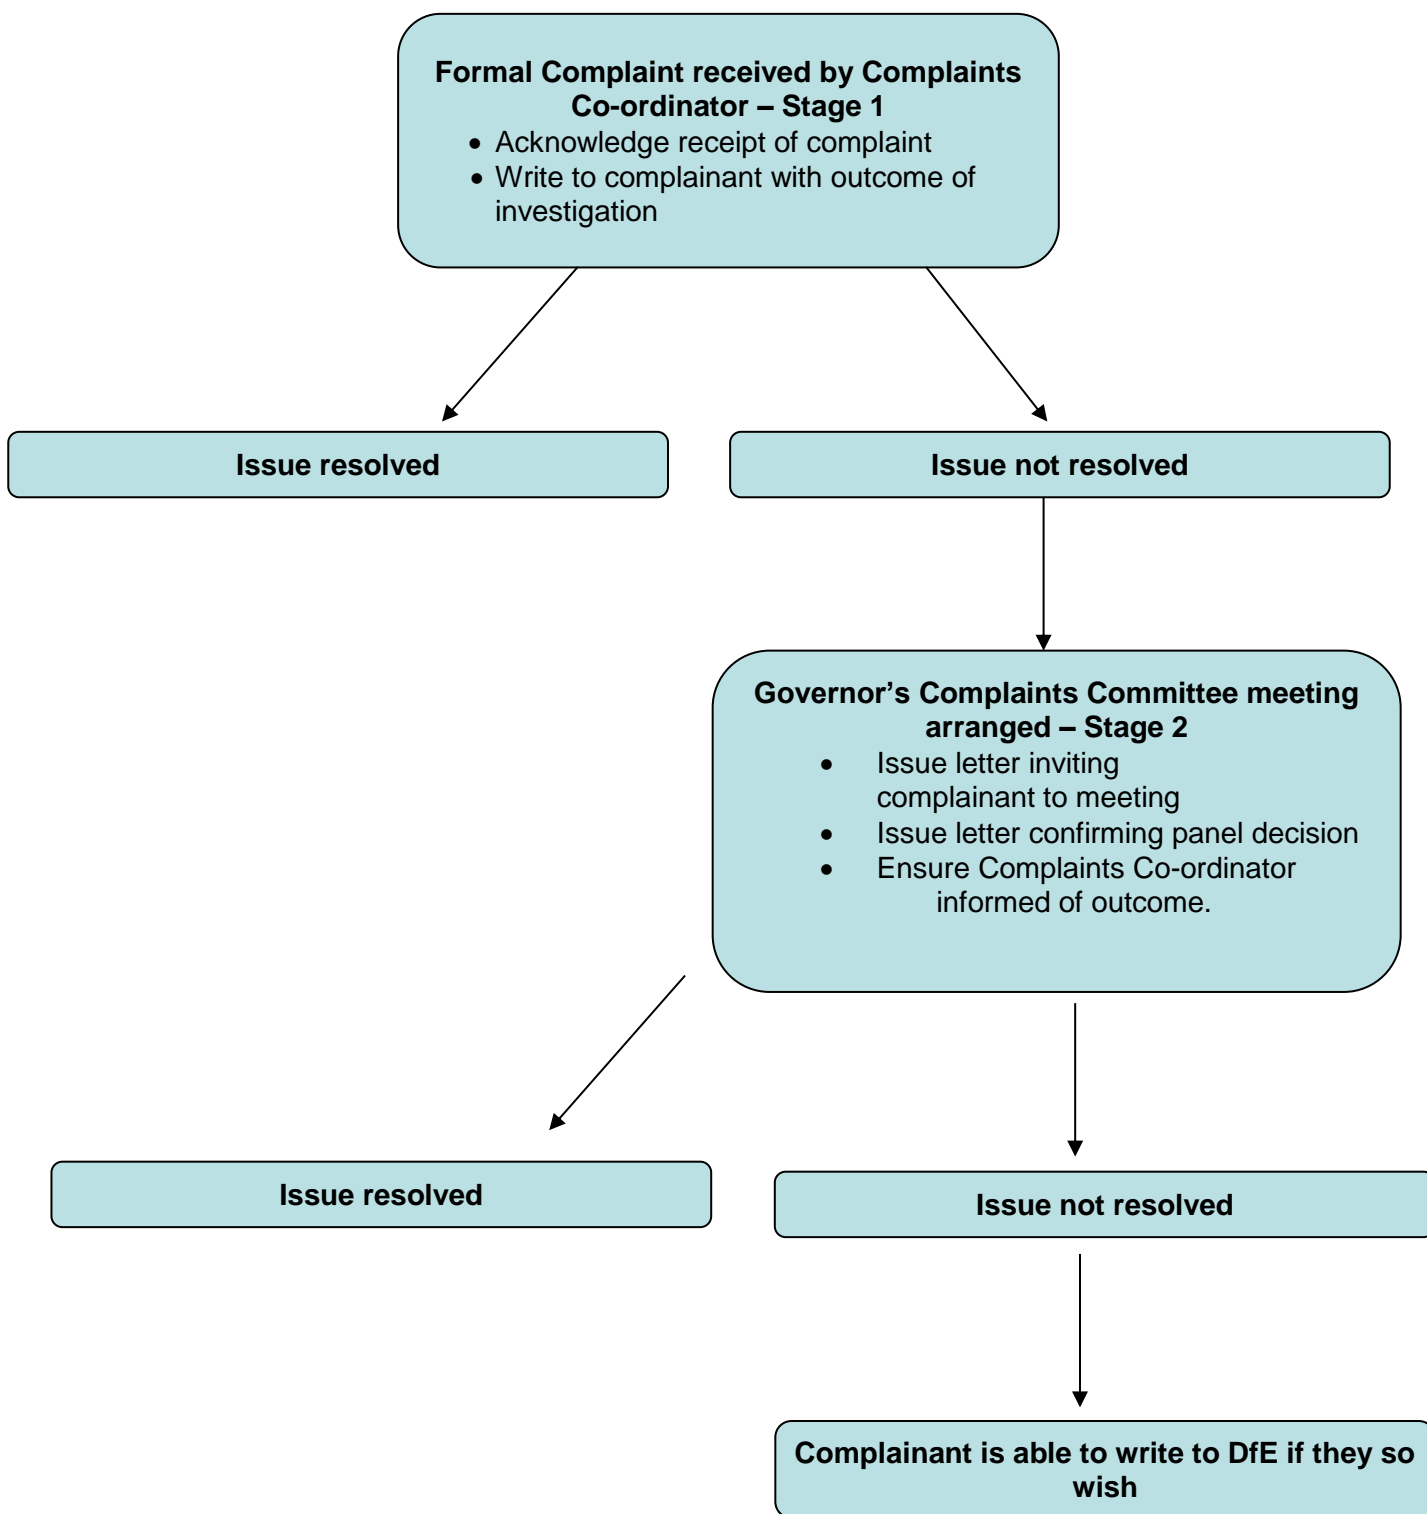 Formal Complaint received by Complaints
Co-ordinator – Stage 1
• Acknowledge receipt of complaint
• Write to complainant with outcome of
investigation
Issue resolved
Issue not resolved
Governor’s Complaints Committee meeting
arranged – Stage 2
• Issue letter inviting
complainant to meeting
• Issue letter confirming panel decision
• Ensure Complaints Co-ordinator
informed of outcome.
Issue resolved
Issue not resolved
Complainant is able to write to DfE if they so
wish